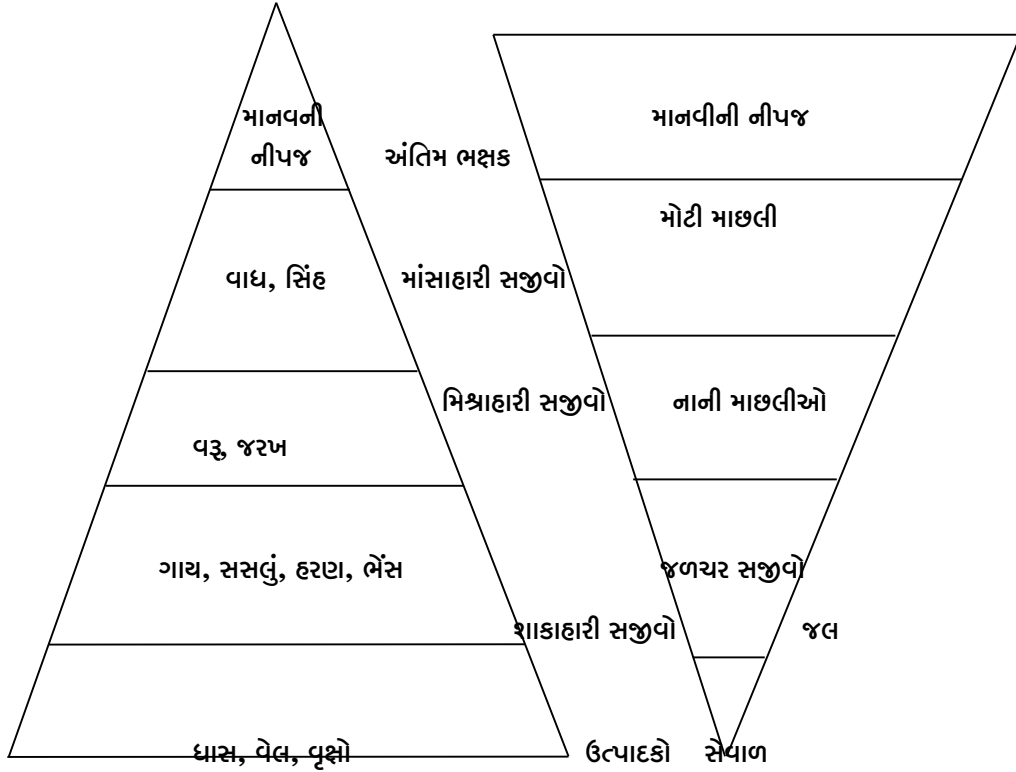 માનવની
નીપજ
અંતિમ ભક્ષક
માનવીની નીપજ
મોટી માછલી
વાઘ, સિંહ
માંસાહારી સજીવો
મિશ્રાહારી સજીવો
નાની માછલીઓ
વરૂ, જરખ
ગાય, સસલું, હરણ, ભેંસ
જળચર સજીવો
શાકાહારી સજીવો
જલ
ઘાસ, વેલ, વૃક્ષો
ઉત્પાદકો
સેવાળ